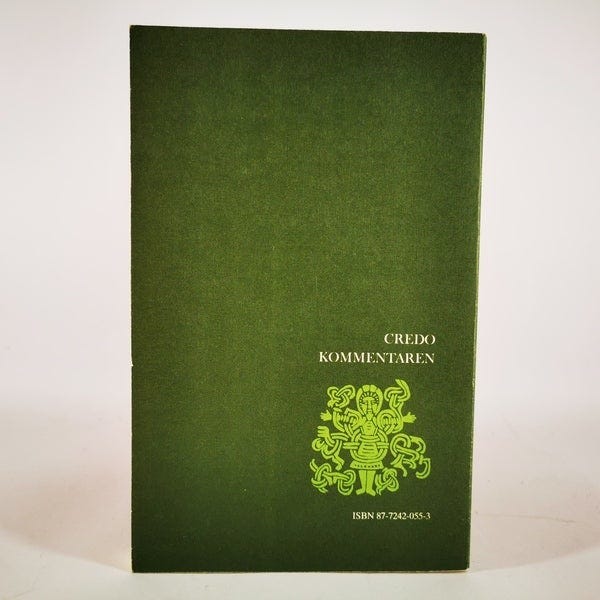 CREDO
KOMMENTAREN
ISBN 87-7242-055-3